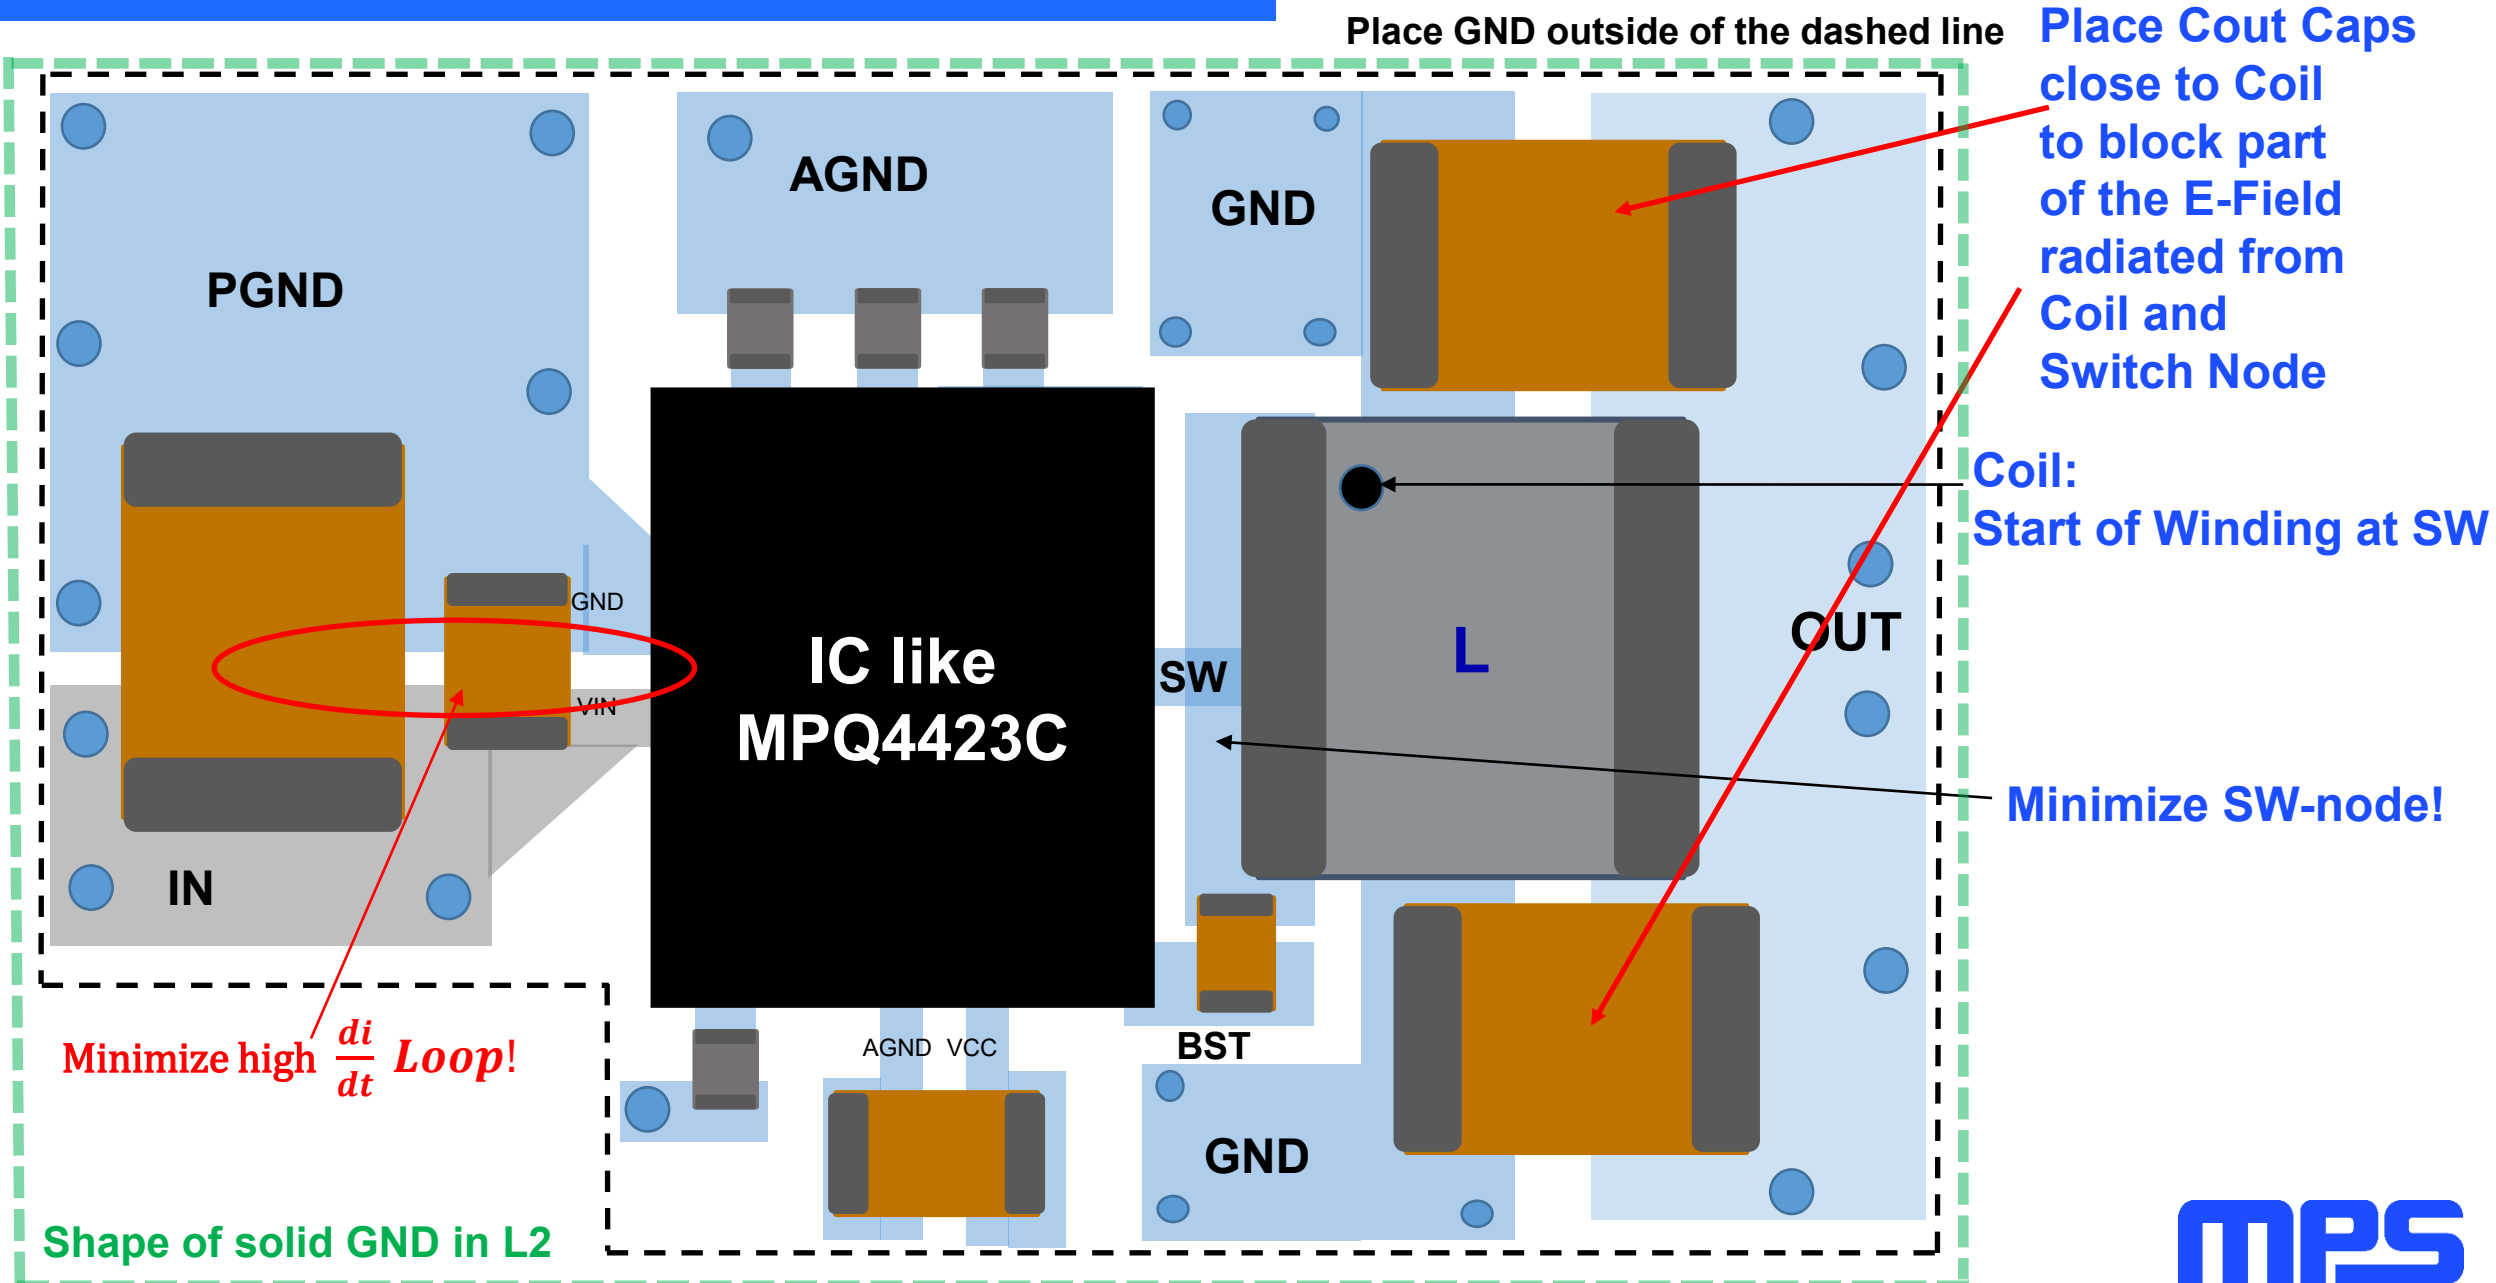 Place GND outside of the dashed line
Place Cout Caps
close to Coil
to block part
of the E-Field
radiated from
Coil and
Switch Node
AGND
GND
PGND
Coil:
Start of Winding at SW
GND
IC like
MPQ4423C
SW
L
OUT
VIN
Minimize SW-node!
IN
Minimize high di/dt Loop!
AGND VCC
BST
GND
Shape of solid GND in L2
mPS